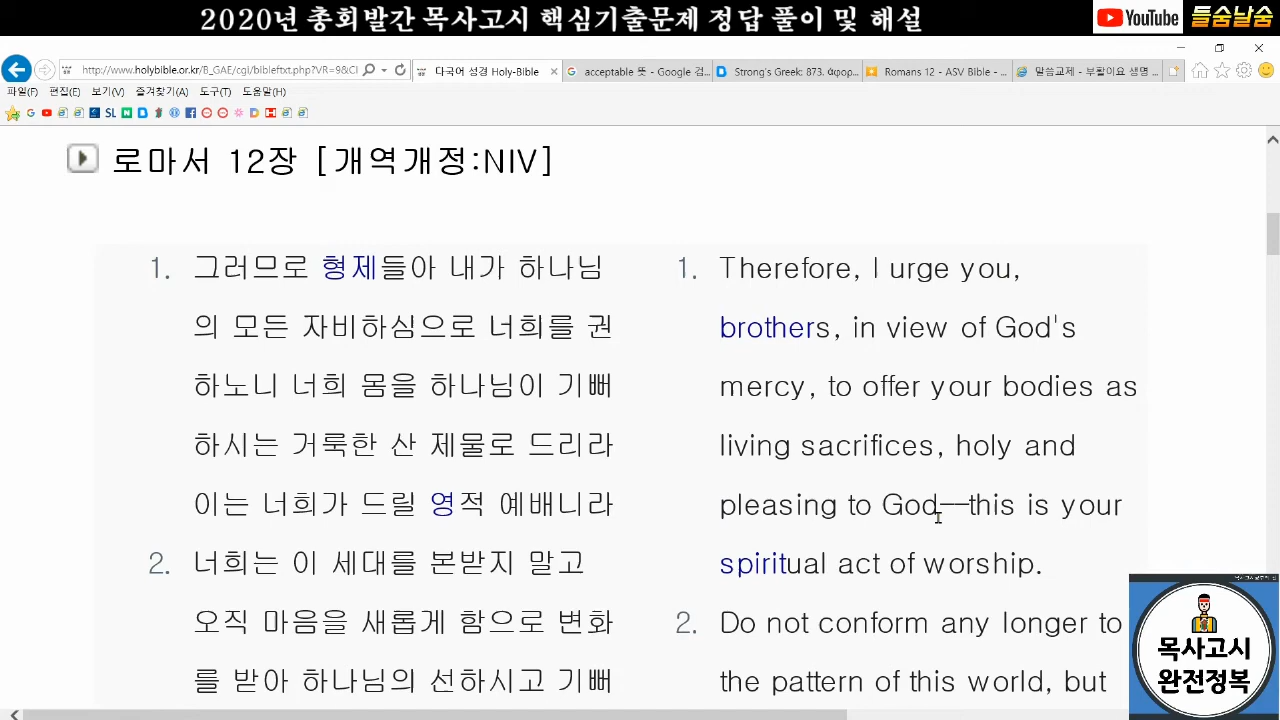 2020년 총회발간 목사고시 핵심기출문제 정답 풀이 및 해설
YouTube 들숨날숨
http://www.holybible.or.kr/B_GAE/cgi/bibleftxt.php?VR=9&CI
다국어 성경 Holy-Bible
acceptable 뜻 - Google 검...
Strong's Greek: 873. ἀφορ...
Romans 12 - ASV Bible - ...
말씀교제 - 부활이요 생명 ...
파일(F) 편집(E) 보기(V) 즐겨찾기(A) 도구(T) 도움말(H)
로마서 12장 [개역개정:NIV]
1. 그러므로 형제들아 내가 하나님
의 모든 자비하심으로 너희를 권
하노니 너희 몸을 하나님이 기뻐
하시는 거룩한 산 제물로 드리라
이는 너희가 드릴 영적 예배니라
2. 너희는 이 세대를 본받지 말고
오직 마음을 새롭게 함으로 변화
를 받아 하나님의 선하시고 기뻐
1. Therefore, I urge you,
brothers, in view of God's
mercy, to offer your bodies as
living sacrifices, holy and
pleasing to God--this is your
spiritual act of worship.
2. Do not conform any longer to
the pattern of this world, but
목사고시
완전정복